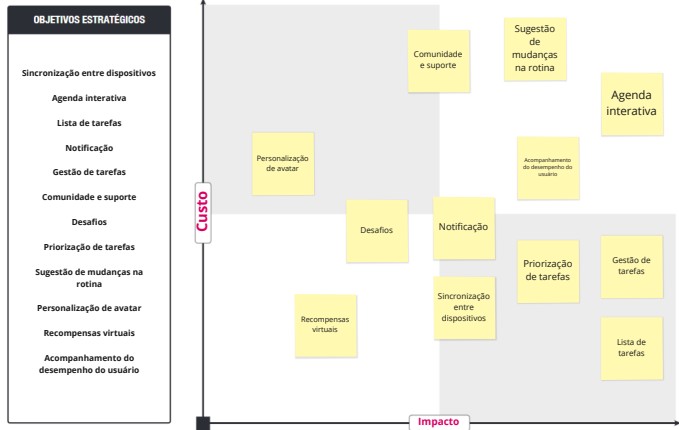 OBJETIVOS ESTRATÉGICOS
Sincronização entre dispositivos
Agenda interativa
Lista de tarefas
Notificação
Gestão de tarefas
Comunidade e suporte
Desafios
Priorização de tarefas
Sugestão de mudanças na
rotina
Personalização de avatar
Recompensas virtuais
Acompanhamento do
desempenho do usuário
Custo
Comunidade
e suporte
Sugestão
de
mudanças
na rotina
Agenda
interativa
Personalização
de avatar
Acompanhamento
do desempenho do
usuário
Desafios
Notificação
Priorização
de tarefas
Gestão de
tarefas
Sincronização
entre
dispositivos
Recompensas
virtuais
Lista de
tarefas
Impacto